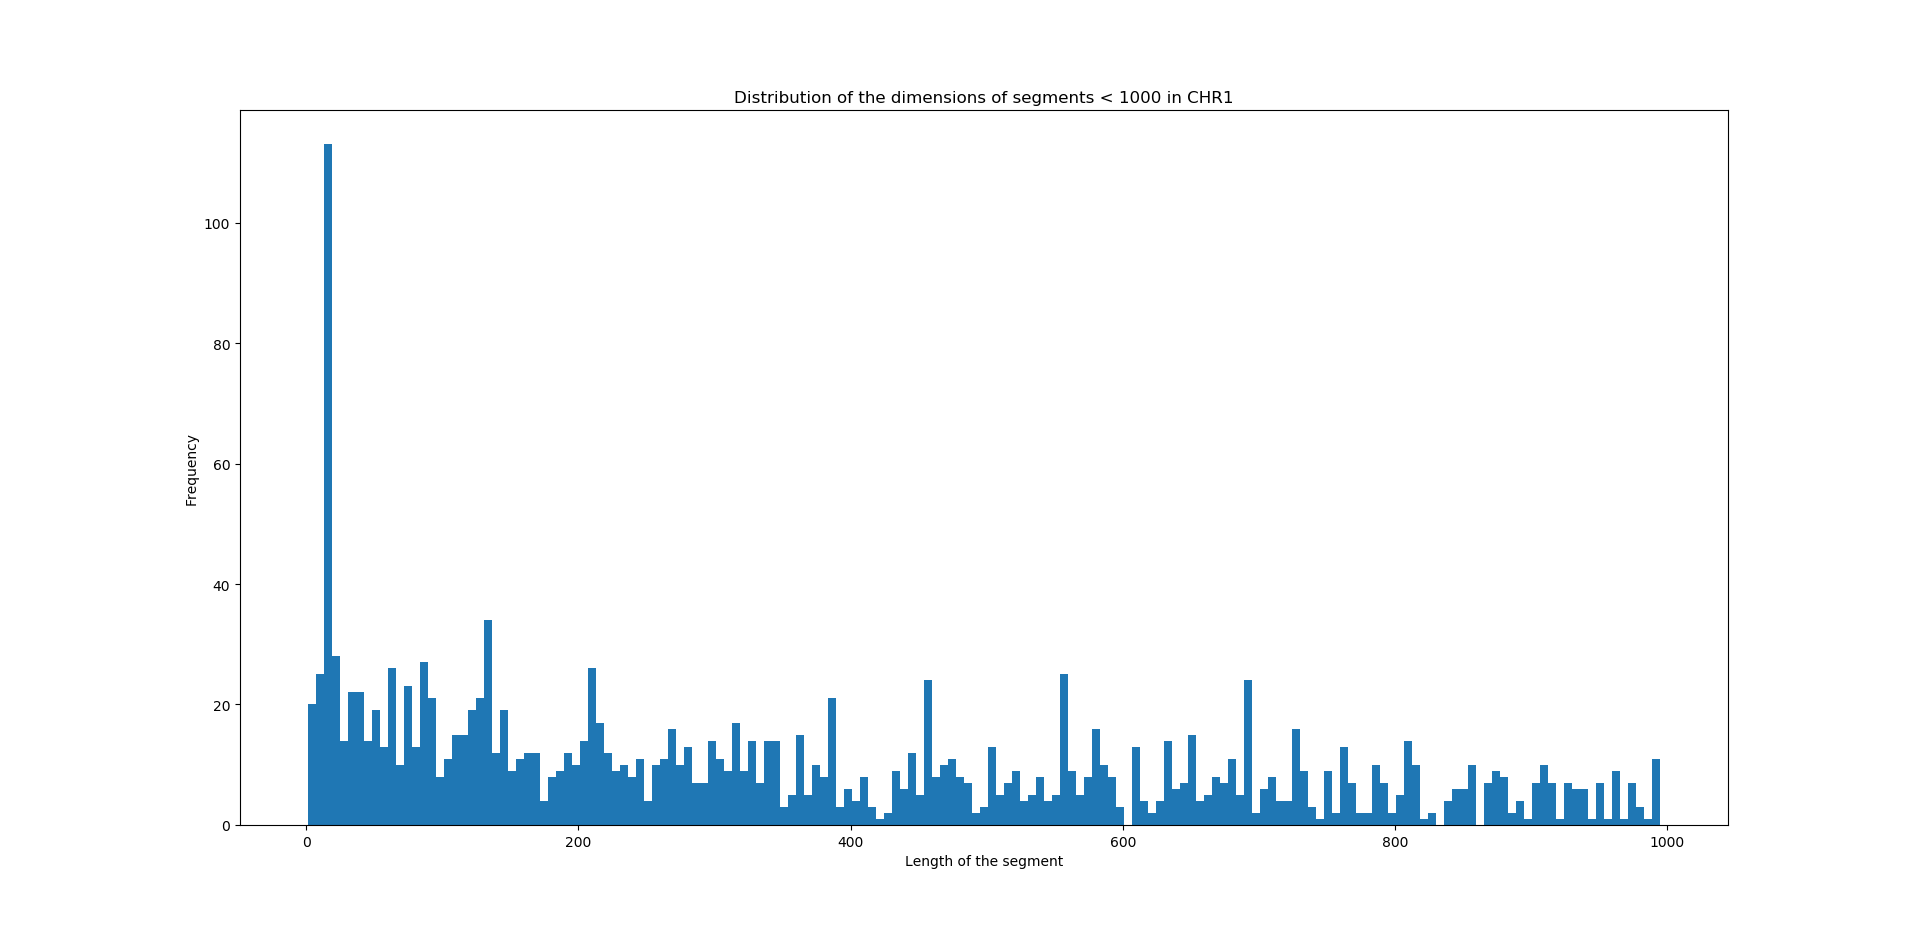 Distribution of the dimensions of segments < 1000 in CHR1
100
80
60
40
20
0
Frequency
0 200 400 600 800 1000
Length of the segment